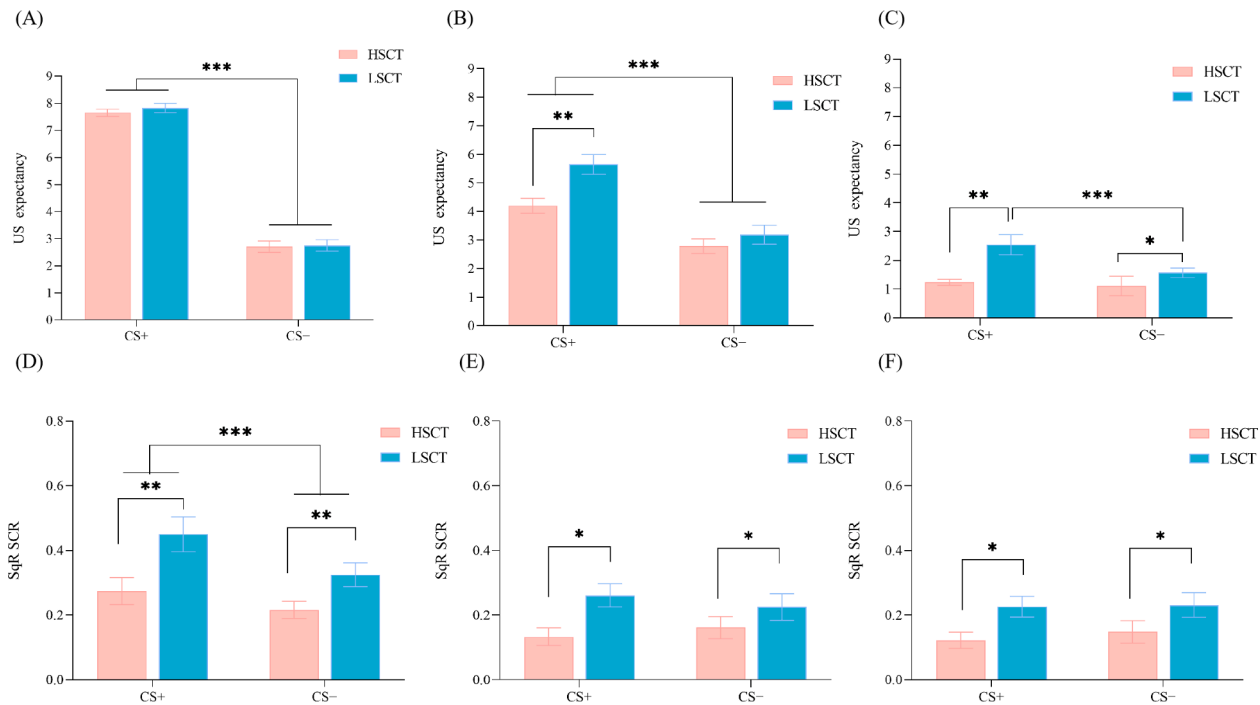 (A)
HSCT
LSCT
***
9
8
7
6
5
4
3
2
1
0
US expectancy
CS+
CS−
(B)
HSCT
LSCT
***
**
9
8
7
6
5
4
3
2
1
0
US expectancy
CS+
CS−
(C)
HSCT
LSCT
**
***
*
9
8
7
6
5
4
3
2
1
0
US expectancy
CS+
CS−
(D)
HSCT
LSCT
***
**
**
0.8
0.6
0.4
0.2
0.0
SqR SCR
CS+
CS−
(E)
HSCT
LSCT
*
*
0.8
0.6
0.4
0.2
0.0
SqR SCR
CS+
CS−
(F)
HSCT
LSCT
*
*
0.8
0.6
0.4
0.2
0.0
SqR SCR
CS+
CS−